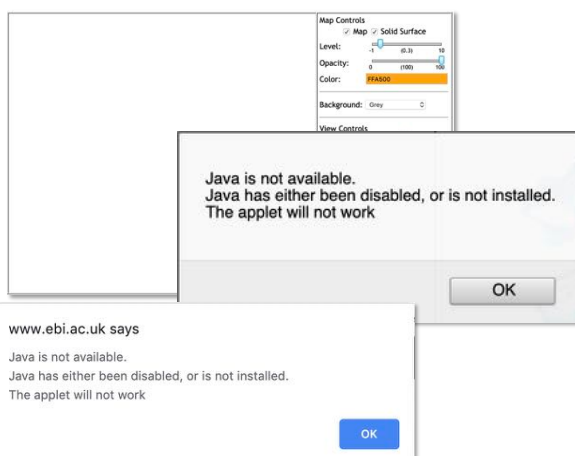 Map Controls
Map Solid Surface
Level:
-1 (0.3) 10
Opacity:
0 (100) 100
Color: FFA500
Background: Grey
View Controls
Java is not available.
Java has either been disabled, or is not installed.
The applet will not work
OK
www.ebi.ac.uk says
Java is not available.
Java has either been disabled, or is not installed.
The applet will not work
OK